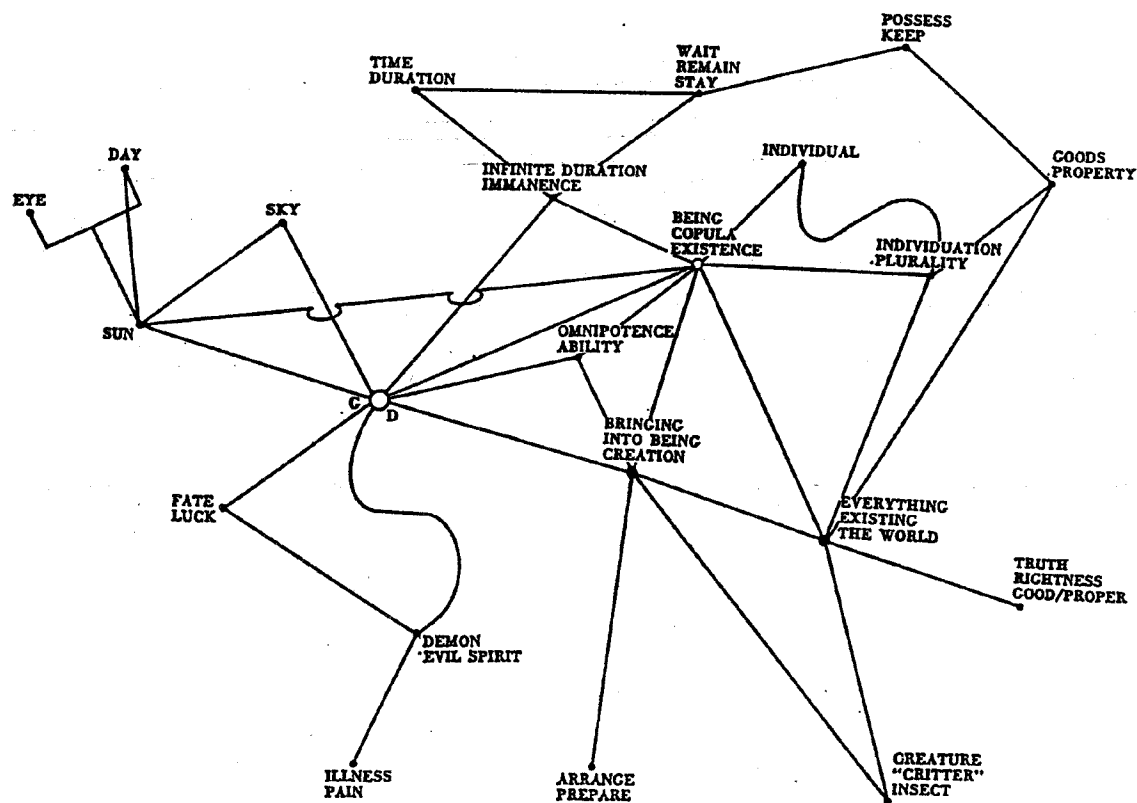 POSSESS
KEEP
WAIT
REMAIN
STAY
TIME
DURATION
DAY
INDIVIDUAL
GOODS
PROPERTY
INFINITE DURATION
IMMANENCE
EYE
SKY
BEING
COPULA
EXISTENCE
INDIVIDUATION
PLURALITY
SUN
OMNIPOTENCE
ABILITY
G D
BRINGING
INTO BEING
CREATION
FATE
LUCK
EVERYTHING
EXISTING
THE WORLD
TRUTH
RIGHTNESS
GOOD/PROPER
DEMON
EVIL SPIRIT
ILLNESS
PAIN
ARRANGE
PREPARE
CREATURE
"CRITTER"
INSECT